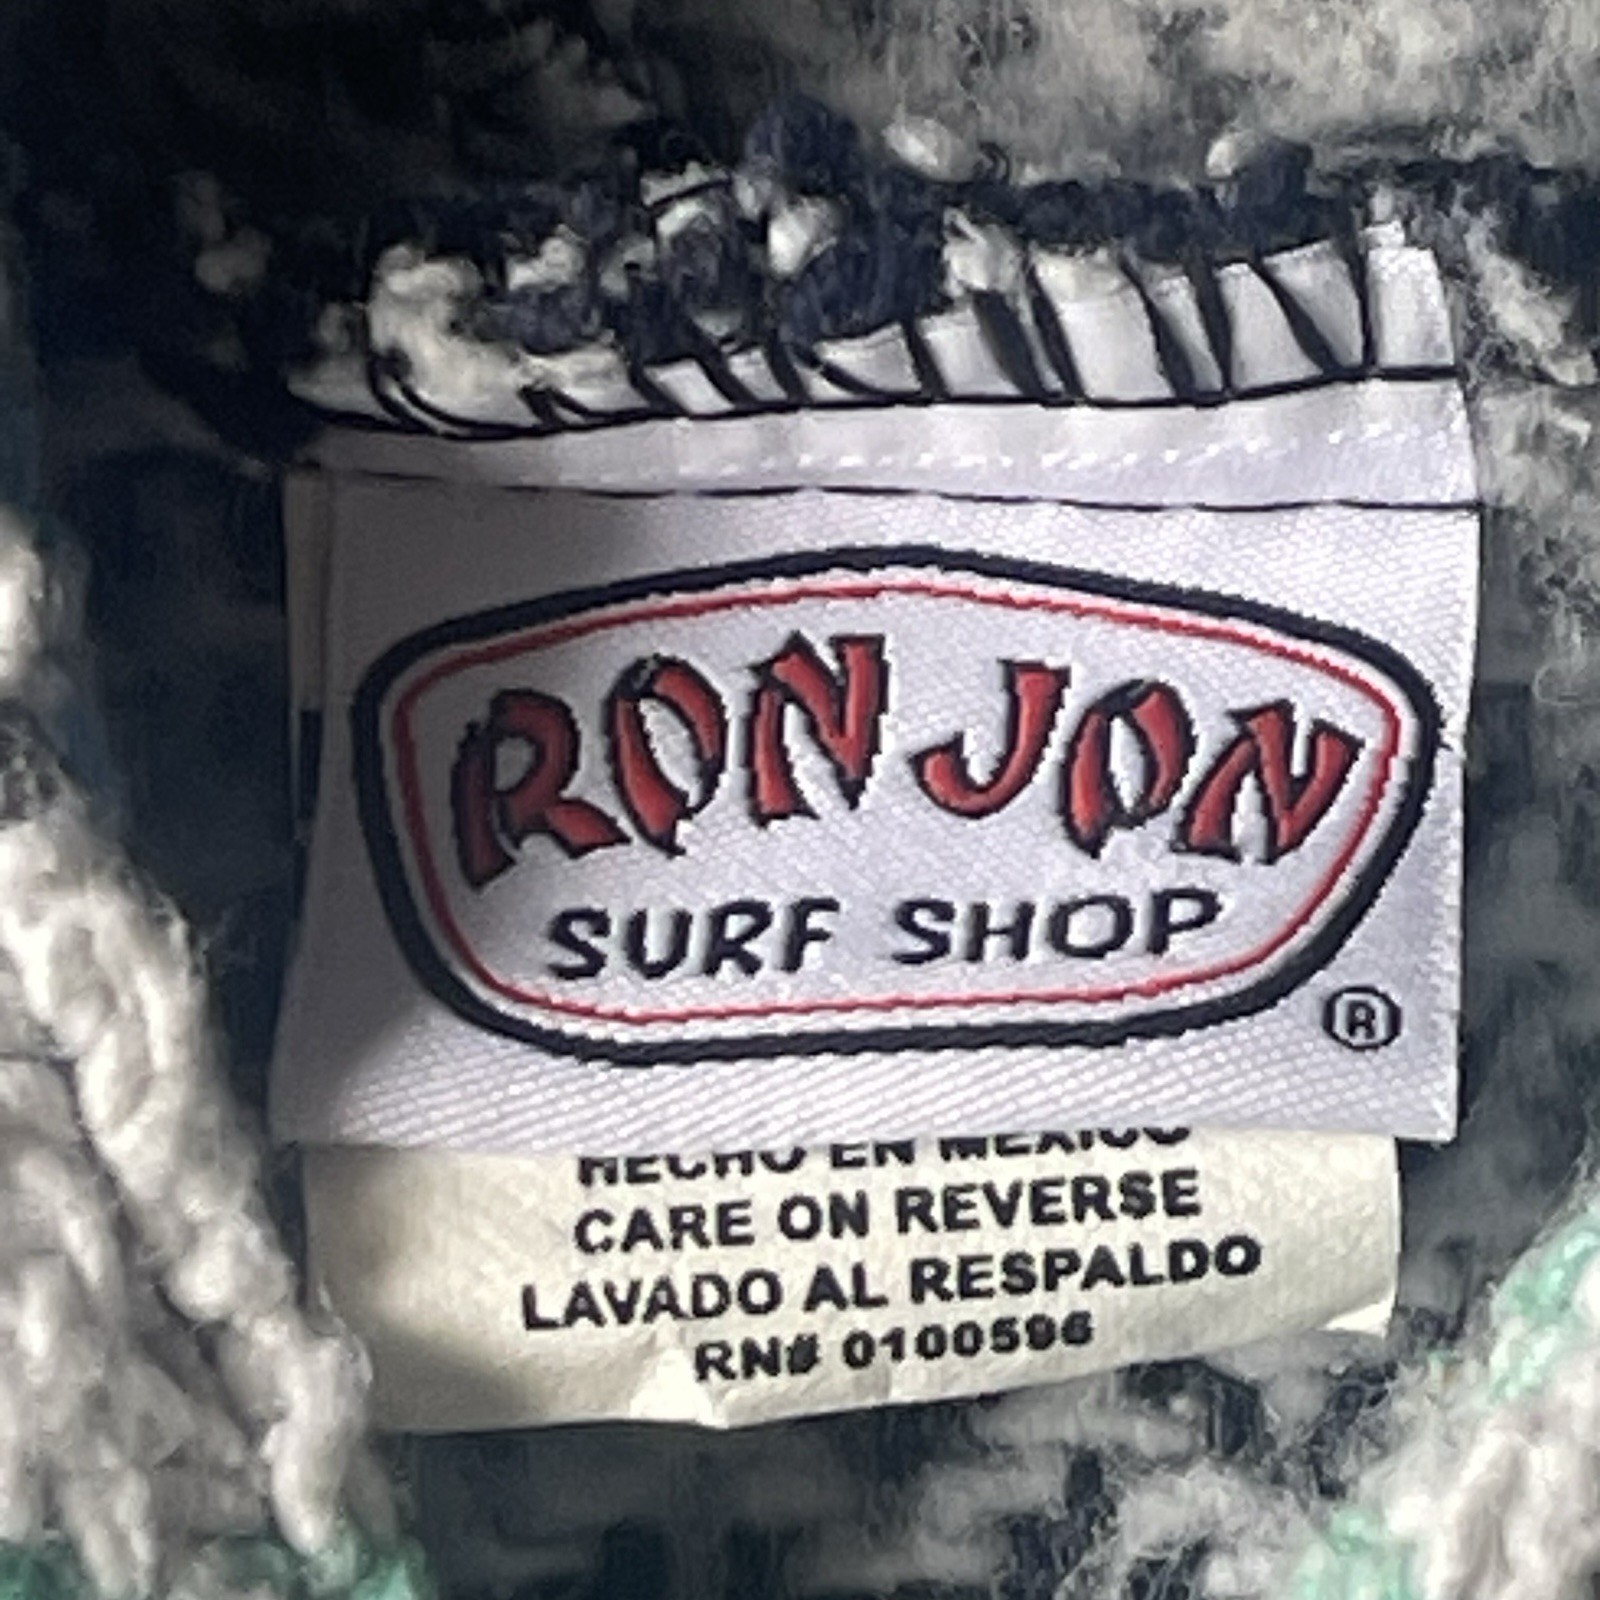 RON JON
SURF SHOP
®
HECHO EN MEXICO
CARE ON REVERSE
LAVADO AL RESPALDO
RN# 0100596